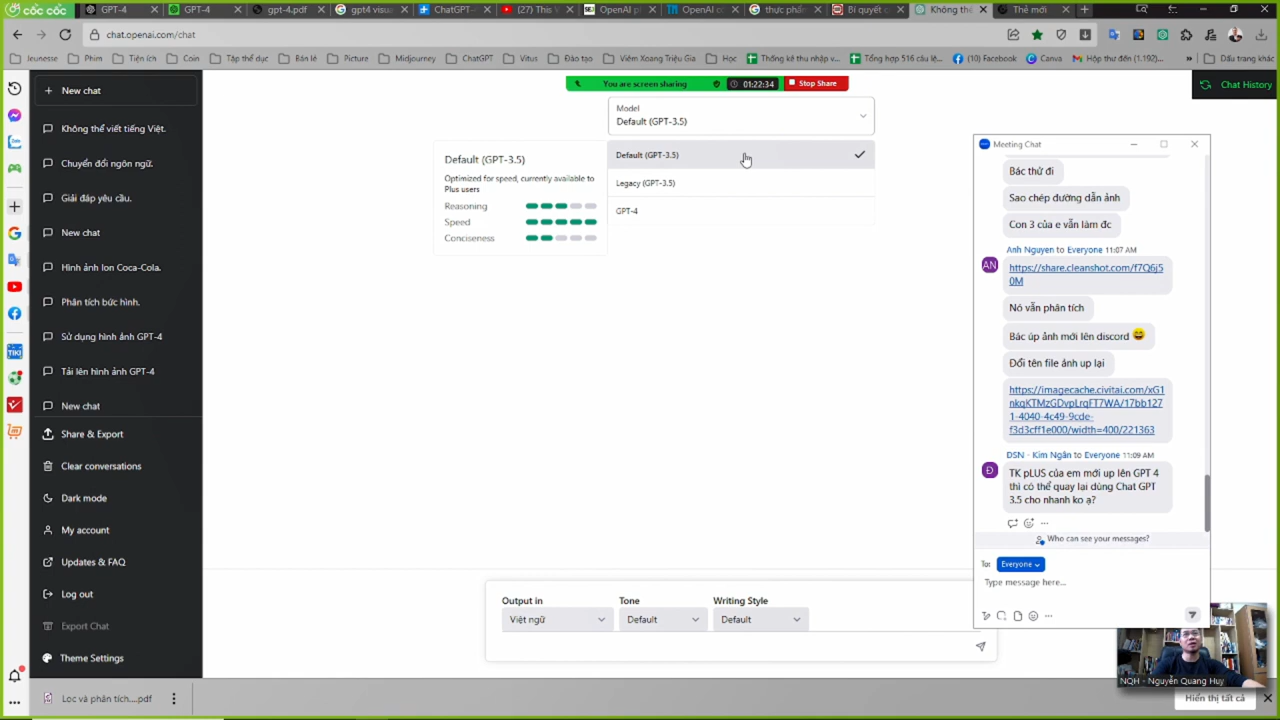 cốc cốc
GPT-4
GPT-4
gpt-4.pdf
gpt4 visua
ChatGPT
(27) This V
OpenAI p
OpenAI cô
thực phẩm
Bí quyết c
Không thể
Thẻ mới
chat.openai.com/chat
Jeunesse
Phim
Tiện ích
Coin
Tập thể dục
Bán lẻ
Picture
Midjourney
ChatGPT
Vitus
Đào tạo
Viêm Xoang Triệu Gia
Học
Thống kê thu nhập v...
Tổng hợp 516 câu lệ...
(10) Facebook
Canva
Hộp thư đến (1.192)...
Dấu trang khác
New chat
Không thể viết tiếng Việt.
Chuyển đổi ngôn ngữ.
Giải đáp yêu cầu.
New chat
Hình ảnh lon Coca-Cola.
Phân tích bức hình.
Sử dụng hình ảnh GPT-4
Tải lên hình ảnh GPT-4
New chat
Share & Export
Clear conversations
Dark mode
My account
Updates & FAQ
Log out
Export Chat
Theme Settings
You are screen sharing
01:22:34
Stop Share
Chat History
Model
Default (GPT-3.5)
Default (GPT-3.5)
Legacy (GPT-3.5)
GPT-4
Default (GPT-3.5)
Optimized for speed, currently available to
Plus users
Reasoning
Speed
Conciseness
Output in
Tone
Writing Style
Việt ngữ
Default
Default
Meeting Chat
Bác thử đi
Sao chép đường dẫn ảnh
Con 3 của e vẫn làm đc
Anh Nguyen to Everyone 11:07 AM
AN
https://share.cleanshot.com/f7Q6j5
0M
Nó vẫn phân tích
Bác úp ảnh mới lên discord 😄
Đổi tên file ảnh up lại
https://imagecache.civitai.com/xG1
nkqKTMzGDvpLrqFT7WA/17bb127
1-4040-4c49-9cde-
f3d3cff1e000/width=400/221363
DSN - Kim Ngân to Everyone 11:09 AM
Đ
TK pLUS của em mới up lên GPT 4
thì có thể quay lại dùng Chat GPT
3.5 cho nhanh ko ạ?
Who can see your messages?
To:
Everyone
Type message here...
NQH - Nguyễn Quang Huy
Lọc và phân tích....pdf
Hiển thị tất cả